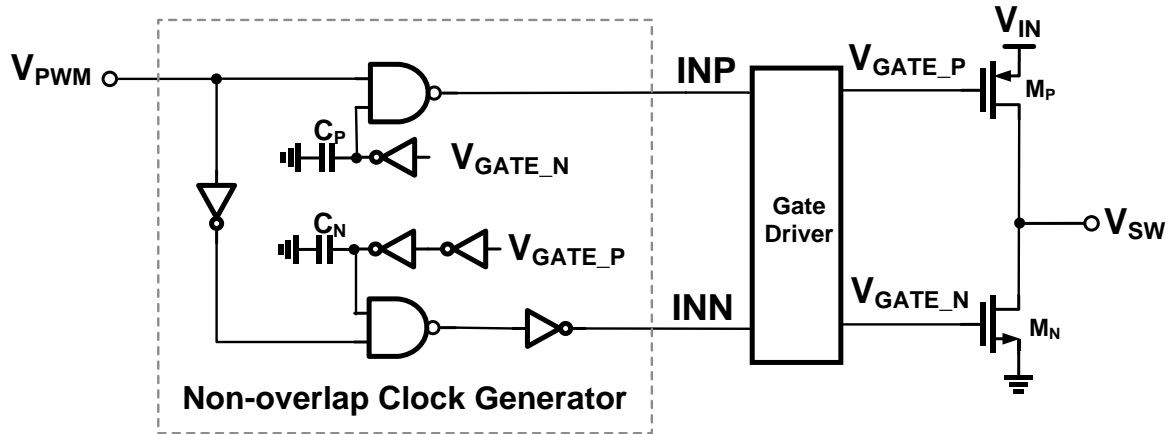 V_IN
V_PWM
INP
V_GATE_P
M_P
C_P
V_GATE_N
Gate
Driver
C_N
V_GATE_P
V_SW
INN
V_GATE_N
M_N
Non-overlap Clock Generator